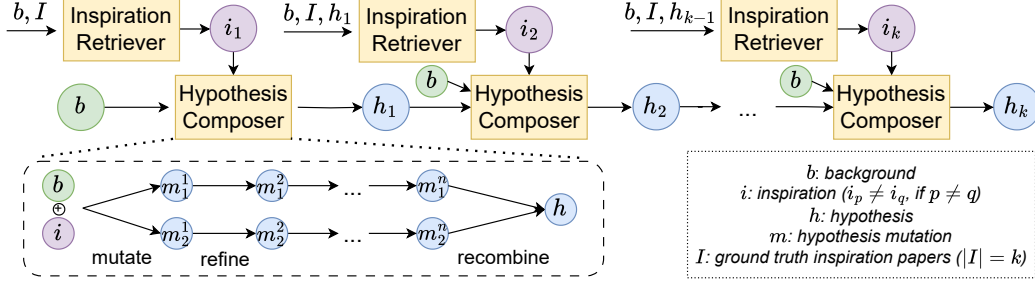 b, I
Inspiration
Retriever
i₁
b, I, h₁
Inspiration
Retriever
i₂
b, I, hₖ₋₁
Inspiration
Retriever
iₖ
b
Hypothesis
Composer
h₁
b
Hypothesis
Composer
h₂
...
b
Hypothesis
Composer
hₖ
b
⊕
i
mutate
m₁¹
m₁²
...
m₁ⁿ
m₂¹
m₂²
...
m₂ⁿ
refine
recombine
h
b: background
i: inspiration (iₚ ≠ i_q, if p ≠ q)
h: hypothesis
m: hypothesis mutation
I: ground truth inspiration papers (|I| = k)